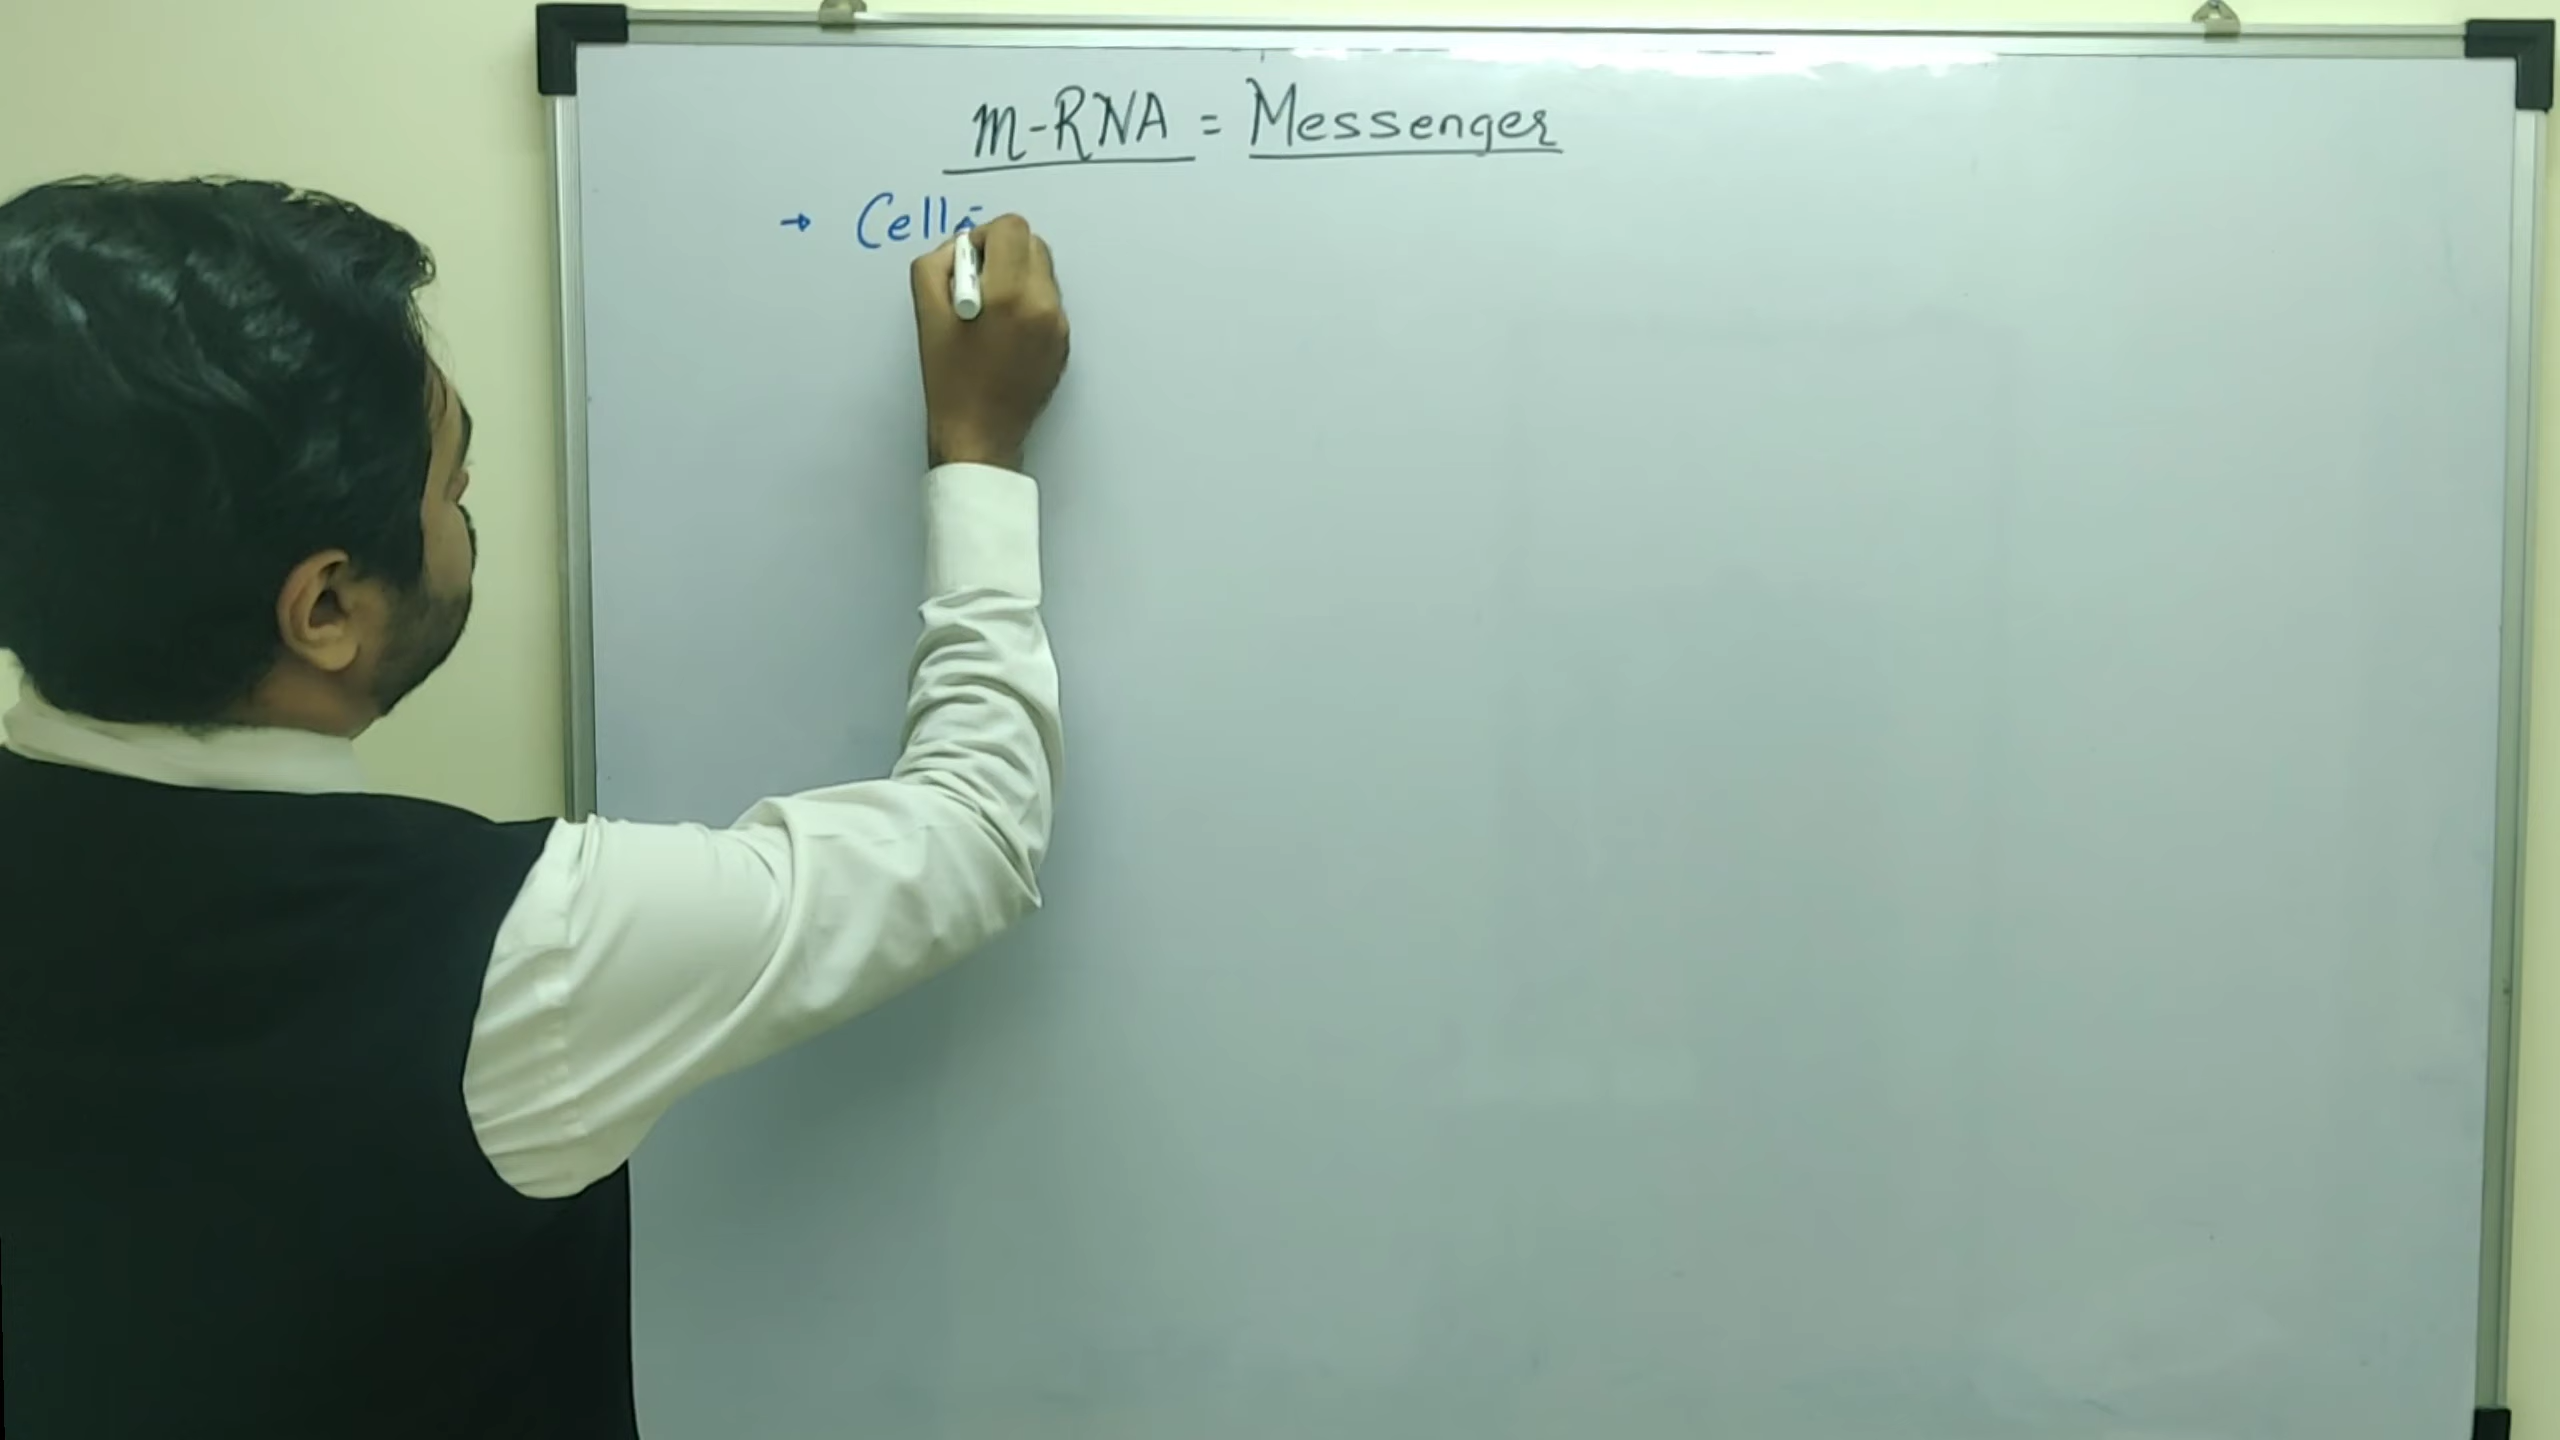 m-RNA = Messenger
→ Cell